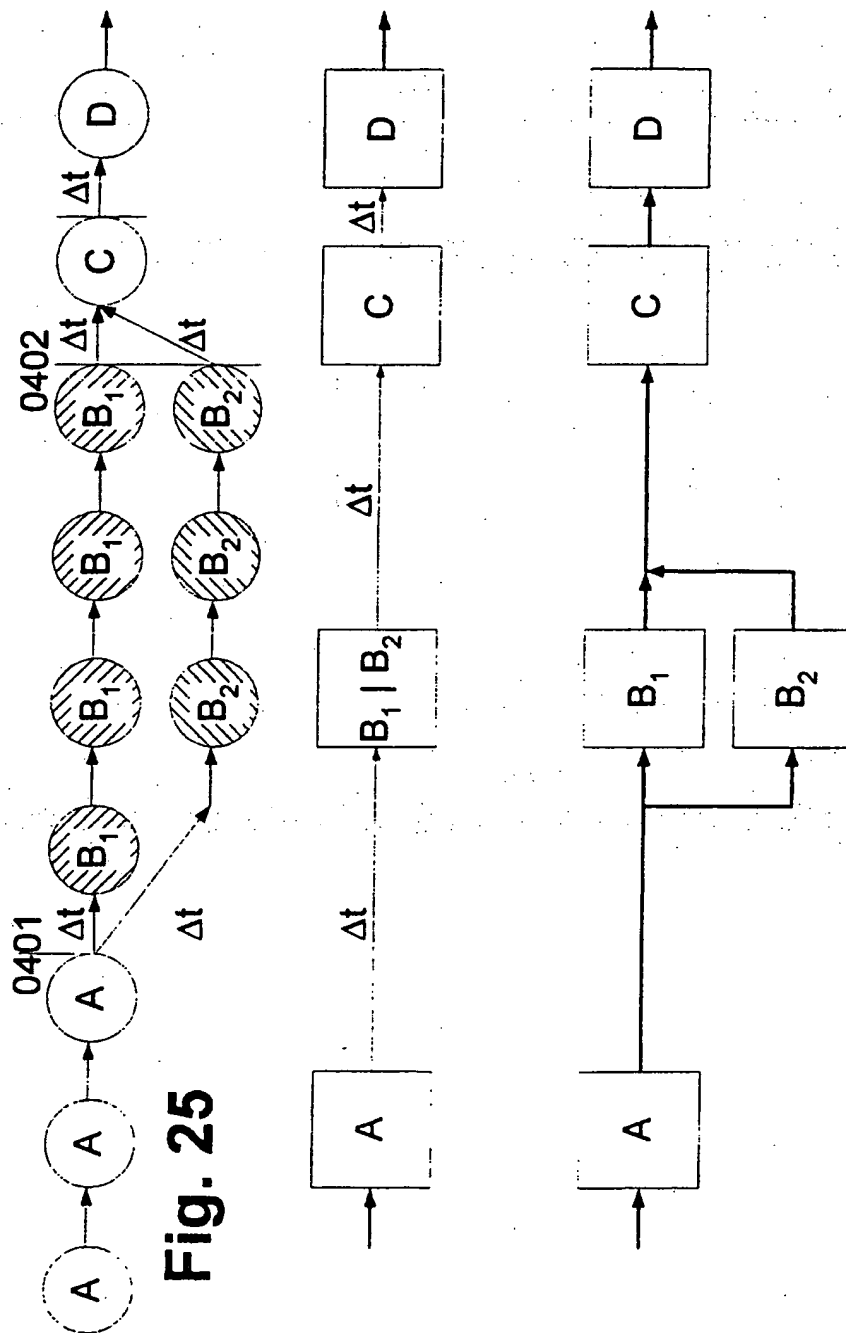 0401
0402
A
A
A
Δt
B₁
B₁
B₁
B₁
Δt
C
Δt
D
Δt
B₂
B₂
B₂
Δt
Fig. 25
A
Δt
B₁ | B₂
Δt
C
Δt
D
A
B₁
B₂
C
D